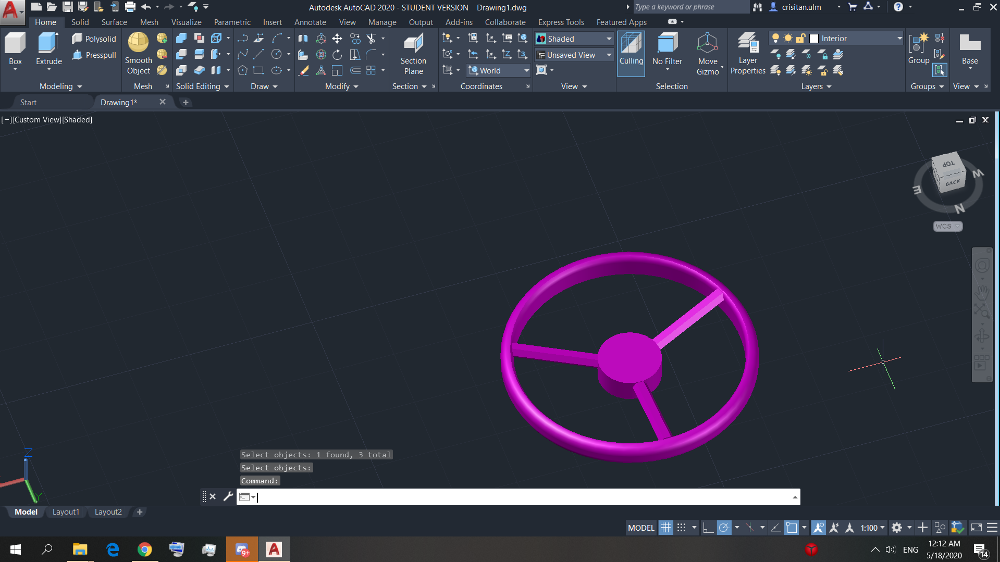 Autodesk AutoCAD 2020 - STUDENT VERSION Drawing1.dwg
Type a keyword or phrase
crisitan.ulm
Home Solid Surface Mesh Visualize Parametric Insert Annotate View Manage Output Add-ins Collaborate Express Tools Featured Apps
Box
Extrude
Polysolid
Presspull
Smooth
Object
Section
Plane
World
Shaded
Unsaved View
Culling
No Filter
Move
Gizmo
Layer
Properties
Interior
Group
Base
Modeling Mesh Solid Editing Draw Modify Section Coordinates View Selection Layers Groups View
Start Drawing1*
[−][Custom View][Shaded]
TOP
BACK
W
E
N
WCS
Z
Y
Select objects: 1 found, 3 total
Select objects:
Command:
Model Layout1 Layout2
MODEL 1:100
9+
ENG
12:12 AM
5/18/2020
14